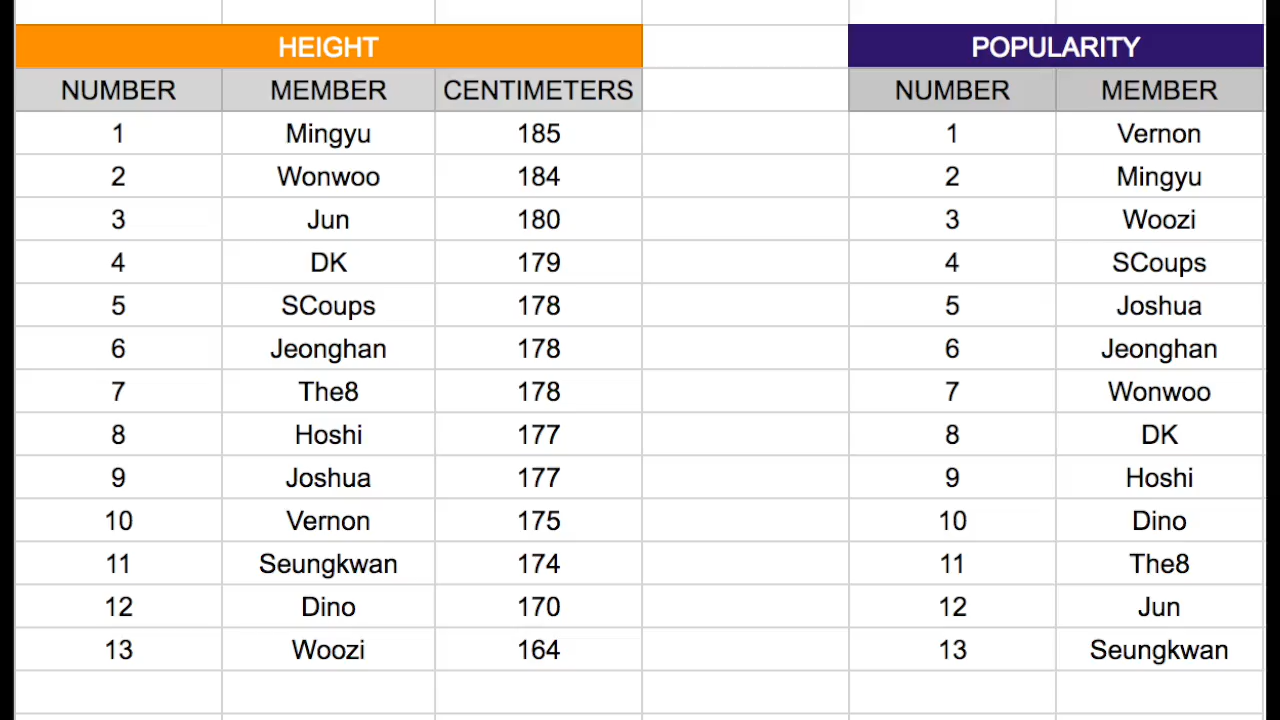 HEIGHT POPULARITY
NUMBER MEMBER CENTIMETERS NUMBER MEMBER
1 Mingyu 185 1 Vernon
2 Wonwoo 184 2 Mingyu
3 Jun 180 3 Woozi
4 DK 179 4 SCoups
5 SCoups 178 5 Joshua
6 Jeonghan 178 6 Jeonghan
7 The8 178 7 Wonwoo
8 Hoshi 177 8 DK
9 Joshua 177 9 Hoshi
10 Vernon 175 10 Dino
11 Seungkwan 174 11 The8
12 Dino 170 12 Jun
13 Woozi 164 13 Seungkwan